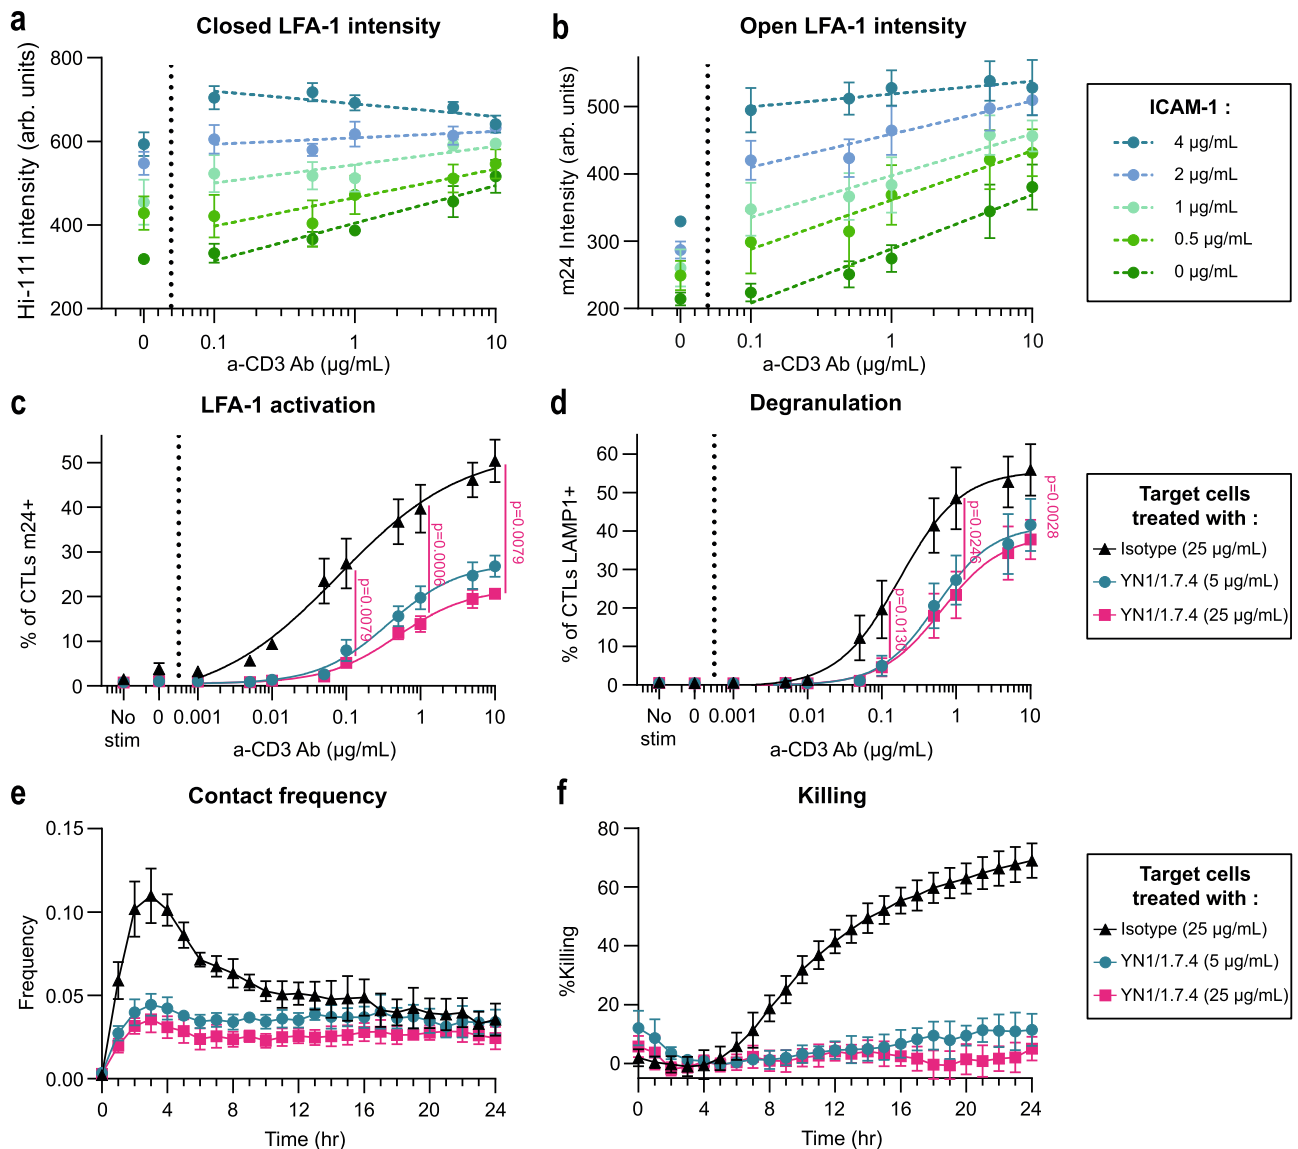 a
Closed LFA-1 intensity
Hi-111 intensity (arb. units)
800
600
400
200
0
0.1
1
10
a-CD3 Ab (µg/mL)
b
Open LFA-1 intensity
m24 Intensity (arb. units)
500
400
300
200
0
0.1
1
10
a-CD3 Ab (µg/mL)
ICAM-1 :
4 µg/mL
2 µg/mL
1 µg/mL
0.5 µg/mL
0 µg/mL
c
LFA-1 activation
% of CTLs m24+
50
40
30
20
10
0
No stim
0
0.001
0.01
0.1
1
10
a-CD3 Ab (µg/mL)
p=0.0079
p=0.0006
p=0.0079
d
Degranulation
% of CTLs LAMP1+
60
50
40
30
20
10
0
No stim
0
0.001
0.01
0.1
1
10
a-CD3 Ab (µg/mL)
p=0.0130
p=0.0246
p=0.0028
Target cells
treated with :
Isotype (25 µg/mL)
YN1/1.7.4 (5 µg/mL)
YN1/1.7.4 (25 µg/mL)
e
Contact frequency
Frequency
0.15
0.10
0.05
0.00
0
4
8
12
16
20
24
Time (hr)
f
Killing
%Killing
80
60
40
20
0
0
4
8
12
16
20
24
Time (hr)
Target cells
treated with :
Isotype (25 µg/mL)
YN1/1.7.4 (5 µg/mL)
YN1/1.7.4 (25 µg/mL)